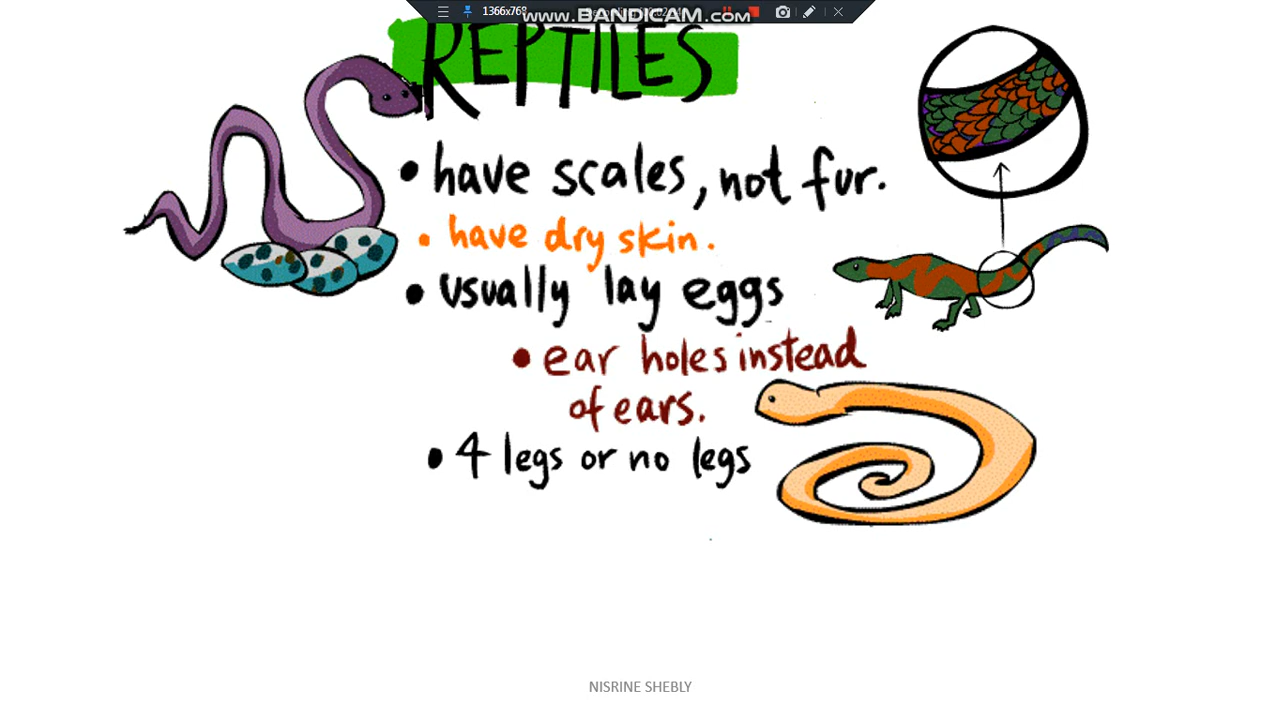 1366x768
www.BANDICAM.com
REPTILES
• have scales, not fur.
• have dry skin.
• usually lay eggs
• ear holes instead
of ears.
• 4 legs or no legs
NISRINE SHEBLY